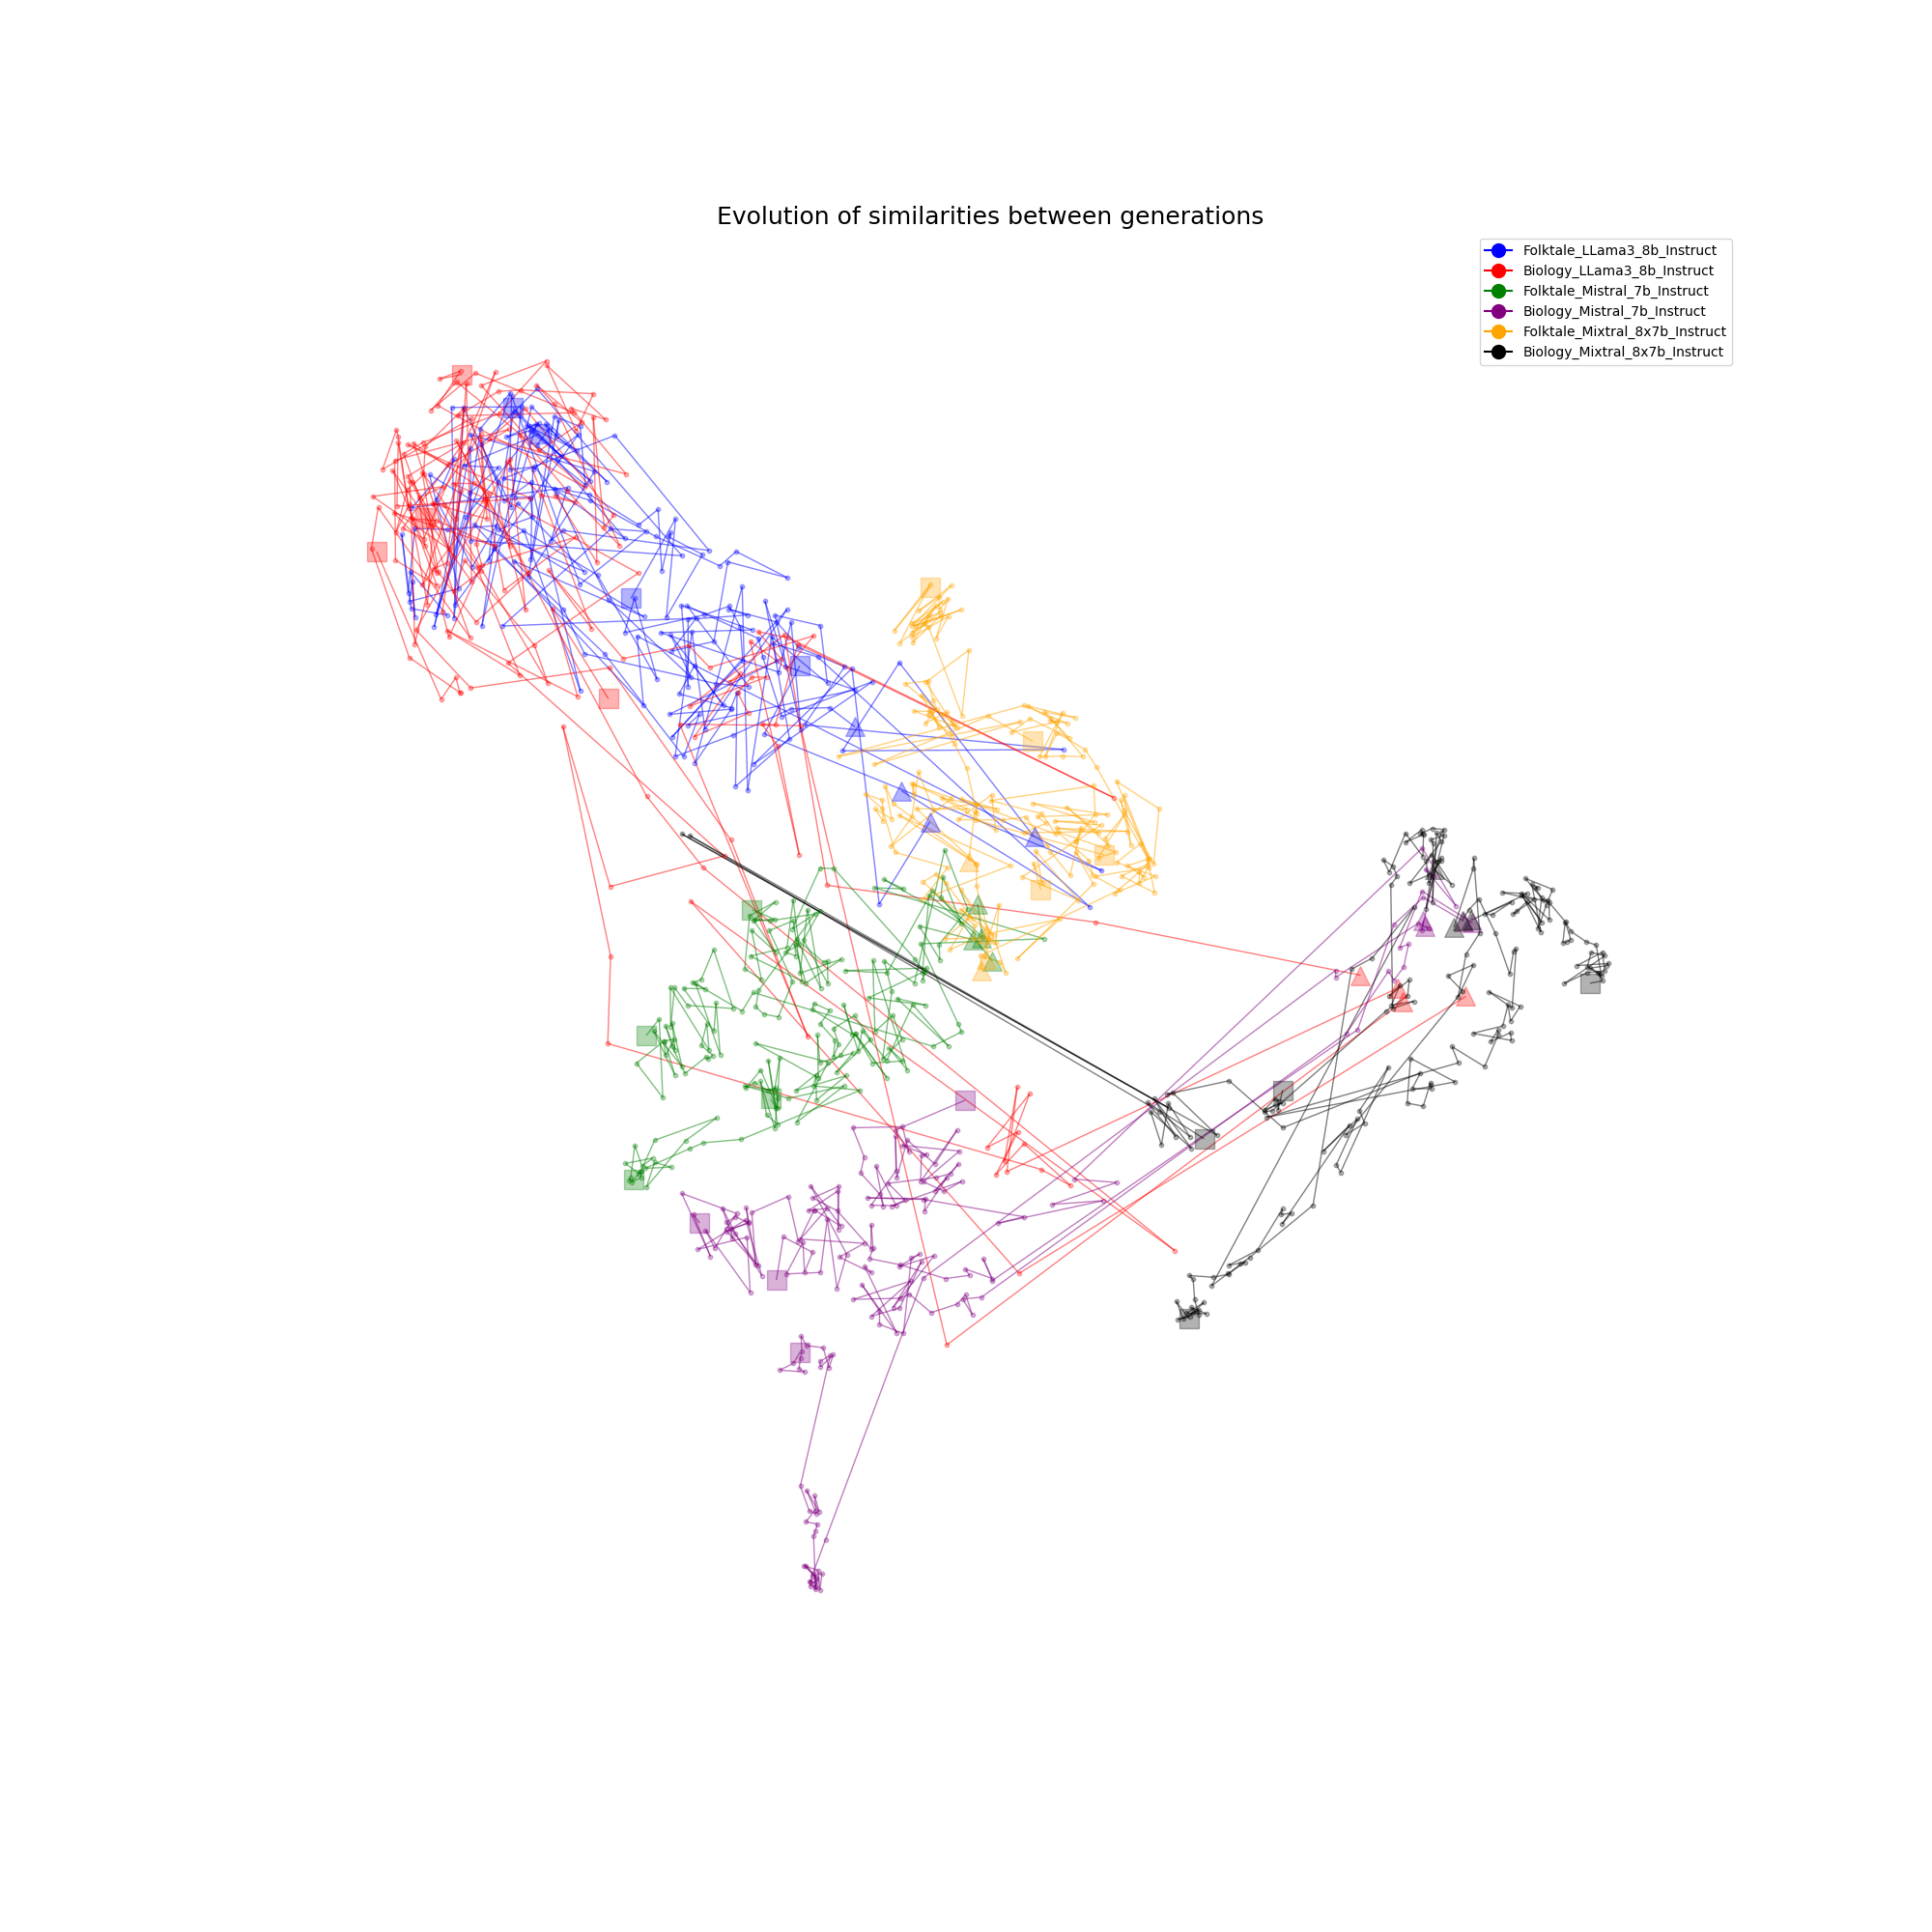 Evolution of similarities between generations
Folktale_LLama3_8b_Instruct
Biology_LLama3_8b_Instruct
Folktale_Mistral_7b_Instruct
Biology_Mistral_7b_Instruct
Folktale_Mixtral_8x7b_Instruct
Biology_Mixtral_8x7b_Instruct